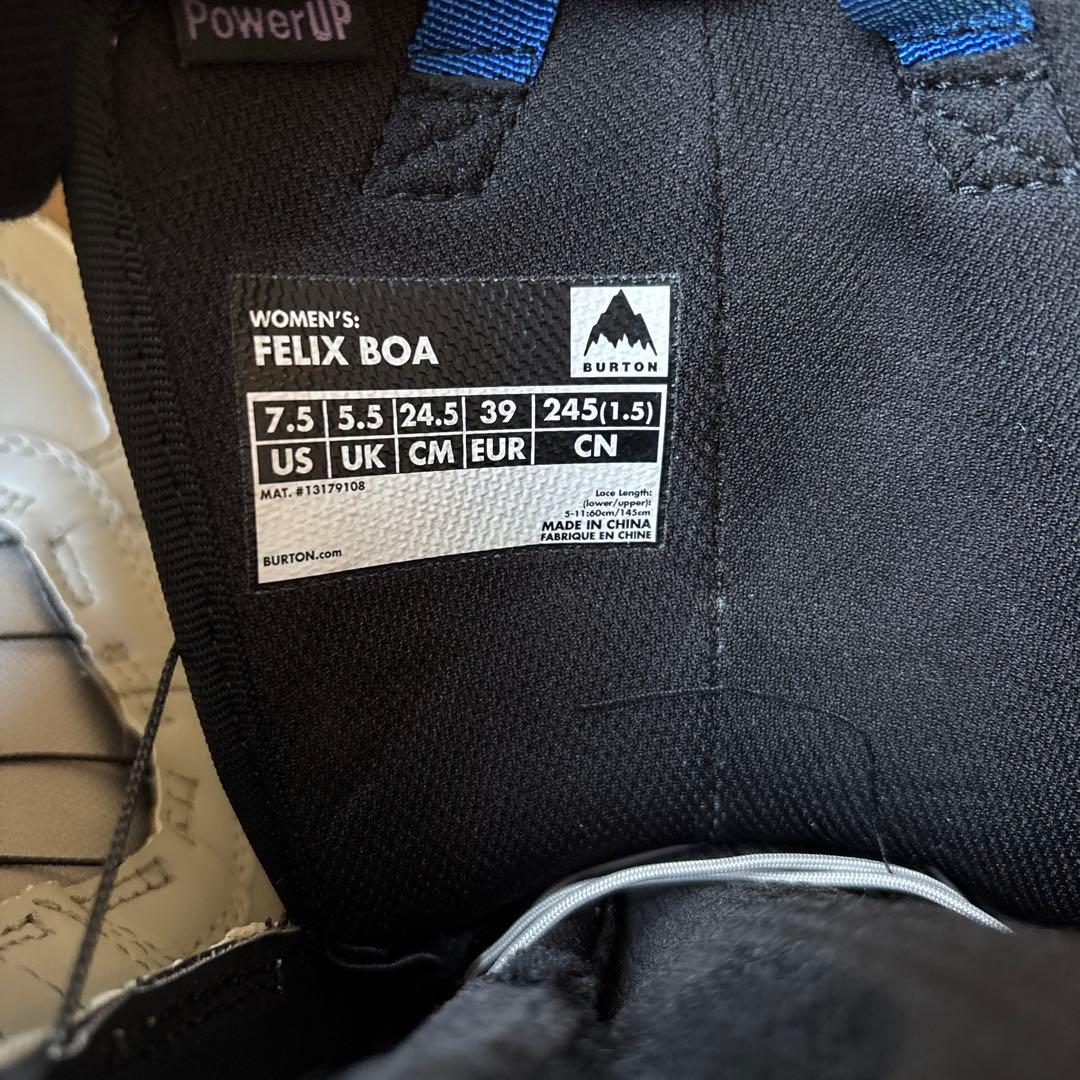 PowerUP
WOMEN'S:
FELIX BOA
BURTON
7.5 5.5 24.5 39 245(1.5)
US UK CM EUR CN
MAT. #13179108
Lace Length:
(lower/upper):
5-11:60cm/145cm
MADE IN CHINA
FABRIQUE EN CHINE
BURTON.com